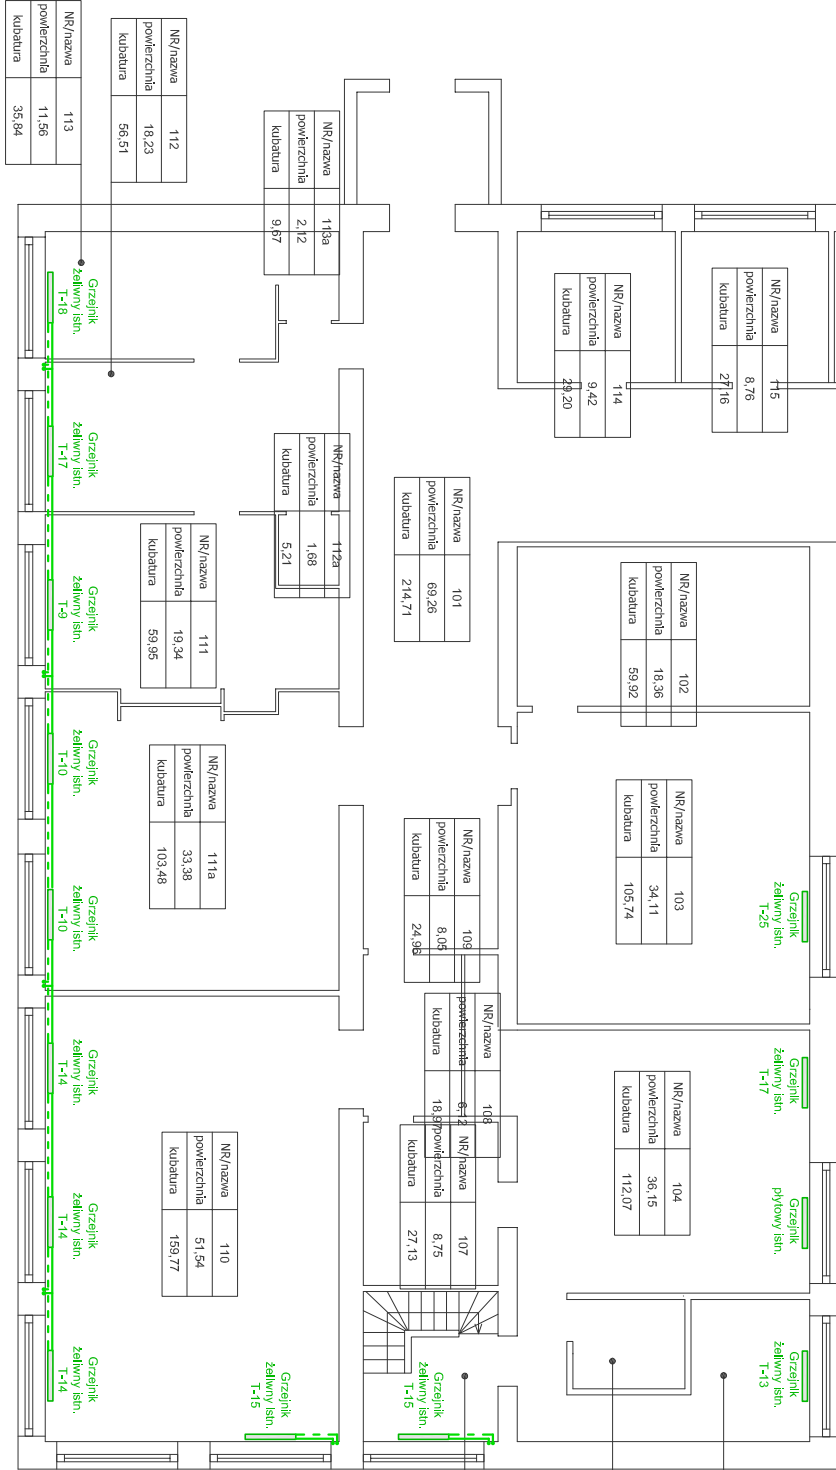 NR/nazwa 113
powierzchnia 11,56
kubatura 35,84
NR/nazwa 112
powierzchnia 18,23
kubatura 56,51
NR/nazwa 113a
powierzchnia 2,12
kubatura 9,67
NR/nazwa 114
powierzchnia 9,42
kubatura 29,20
NR/nazwa 115
powierzchnia 8,76
kubatura 27,16
NR/nazwa 112a
powierzchnia 1,68
kubatura 5,21
NR/nazwa 101
powierzchnia 69,26
kubatura 214,71
NR/nazwa 111
powierzchnia 19,34
kubatura 59,95
NR/nazwa 102
powierzchnia 18,36
kubatura 59,92
NR/nazwa 111a
powierzchnia 33,38
kubatura 103,48
NR/nazwa 103
powierzchnia 34,11
kubatura 105,74
NR/nazwa 109
powierzchnia 8,05
kubatura 24,96
NR/nazwa 108
powierzchnia 6,12
kubatura 18,97
NR/nazwa 107
powierzchnia 8,75
kubatura 27,13
NR/nazwa 104
powierzchnia 36,15
kubatura 112,07
NR/nazwa 110
powierzchnia 51,54
kubatura 159,77
Grzejnik
żeliwny istn.
T-18
Grzejnik
żeliwny istn.
T-17
Grzejnik
żeliwny istn.
T-9
Grzejnik
żeliwny istn.
T-10
Grzejnik
żeliwny istn.
T-10
Grzejnik
żeliwny istn.
T-14
Grzejnik
żeliwny istn.
T-14
Grzejnik
żeliwny istn.
T-14
Grzejnik
żeliwny istn.
T-15
Grzejnik
żeliwny istn.
T-15
Grzejnik
żeliwny istn.
T-25
Grzejnik
żeliwny istn.
T-17
Grzejnik
płytowy istn.
Grzejnik
żeliwny istn.
T-13